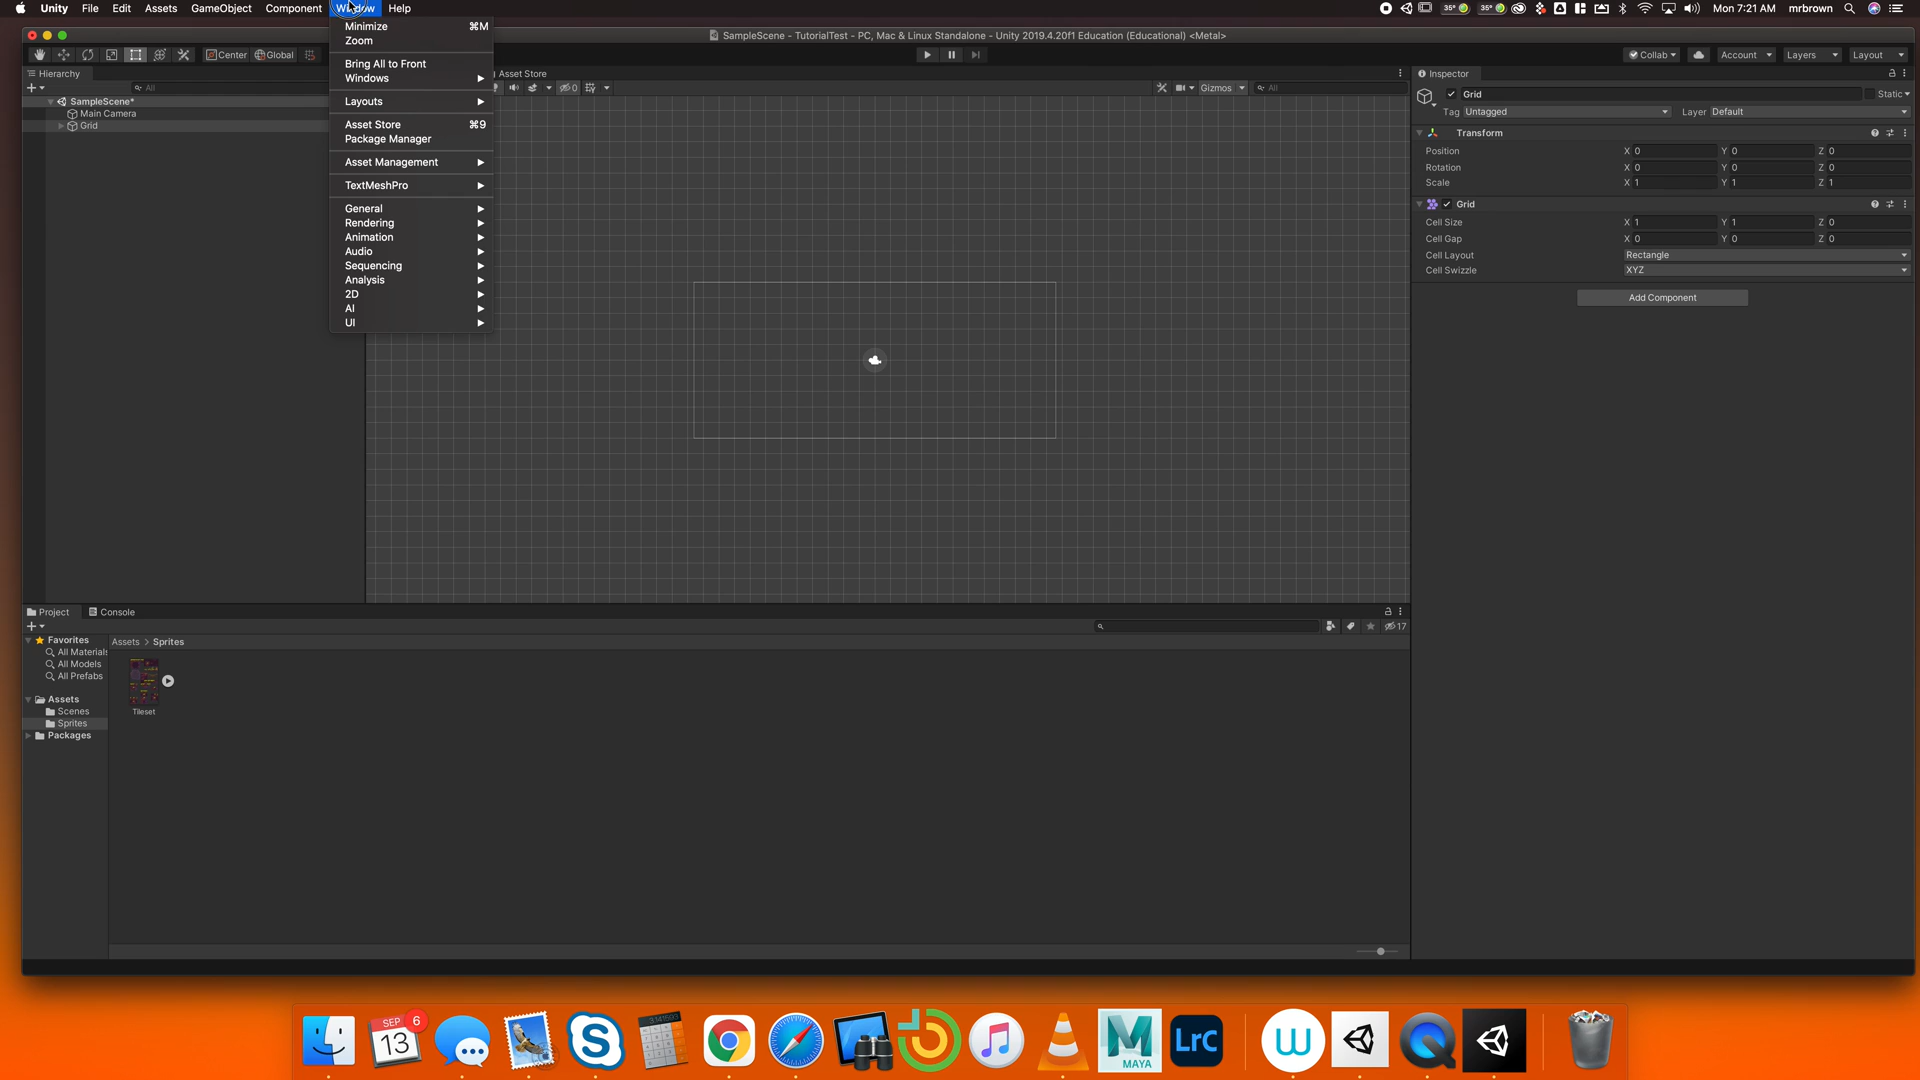 Unity File Edit Assets GameObject Component Window Help
35° 35° Mon 7:21 AM mrbrown
SampleScene - TutorialTest - PC, Mac & Linux Standalone - Unity 2019.4.20f1 Education (Educational) <Metal>
Center Global
Collab Account Layers Layout
Minimize ⌘M
Zoom
Bring All to Front
Windows
Layouts
Asset Store ⌘9
Package Manager
Asset Management
TextMeshPro
General
Rendering
Animation
Audio
Sequencing
Analysis
2D
AI
UI
Hierarchy
All
SampleScene*
Main Camera
Grid
Asset Store
0
Gizmos All
Inspector
Grid Static
Tag Untagged Layer Default
Transform
Position X 0 Y 0 Z 0
Rotation X 0 Y 0 Z 0
Scale X 1 Y 1 Z 1
Grid
Cell Size X 1 Y 1 Z 0
Cell Gap X 0 Y 0 Z 0
Cell Layout Rectangle
Cell Swizzle XYZ
Add Component
Project Console
17
Favorites
All Materials
All Models
All Prefabs
Assets
Scenes
Sprites
Packages
Assets > Sprites
Tileset
SEP 6
13
3.141593
MAYA
LrC